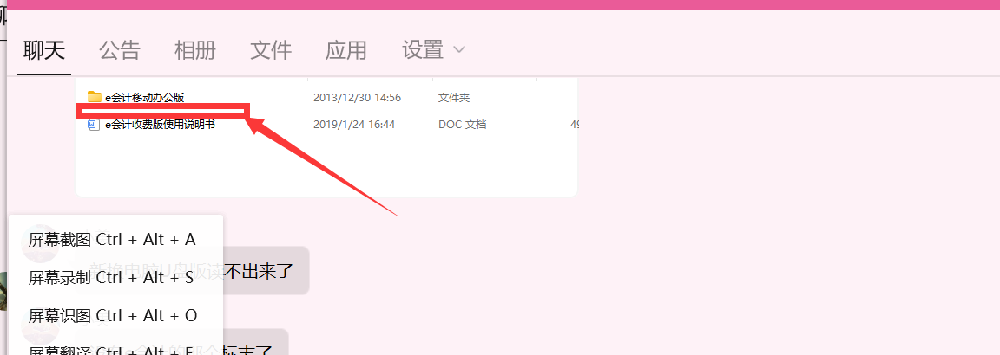 聊天 公告 相册 文件 应用 设置
e会计移动办公版 2013/12/30 14:56 文件夹
e会计收费版使用说明书 2019/1/24 16:44 DOC 文档 49
屏幕截图 Ctrl + Alt + A
新换电脑U盘版读不出来了
屏幕录制 Ctrl + Alt + S
屏幕识图 Ctrl + Alt + O
屏幕翻译 Ctrl + Alt + F
标志了